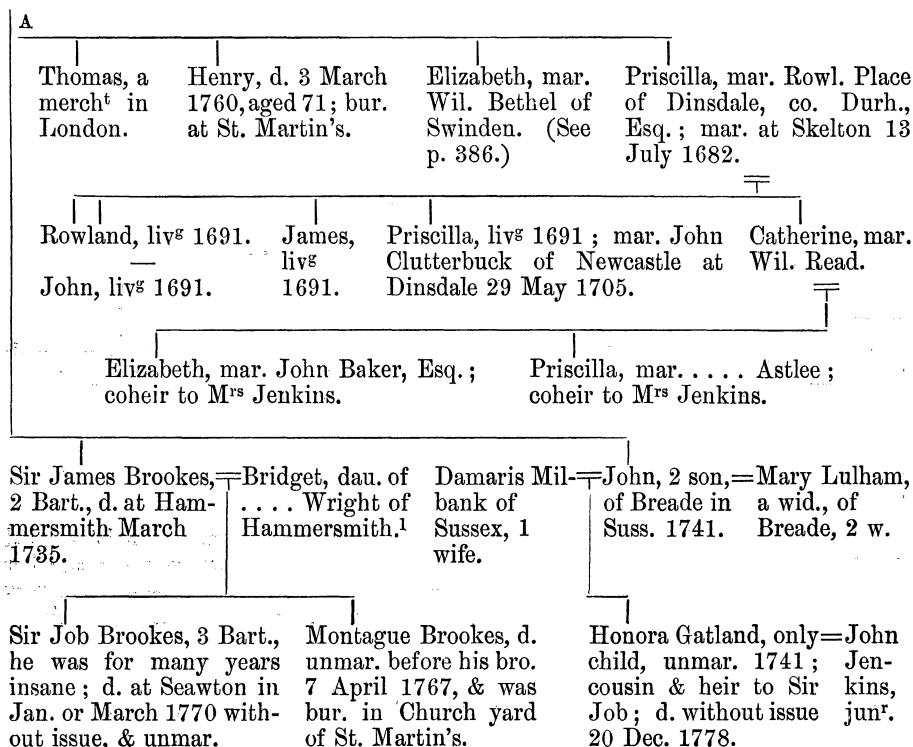 A
Thomas, a
mercht in
London.
Henry, d. 3 March
1760, aged 71; bur.
at St. Martin's.
Elizabeth, mar.
Wil. Bethel of
Swinden. (See
p. 386.)
Priscilla, mar. Rowl. Place
of Dinsdale, co. Durh.,
Esq.; mar. at Skelton 13
July 1682.
Rowland, livg 1691.
—
John, livg 1691.
James,
livg
1691.
Priscilla, livg 1691; mar. John
Clutterbuck of Newcastle at
Dinsdale 29 May 1705.
Catherine, mar.
Wil. Read.
Elizabeth, mar. John Baker, Esq.;
coheir to Mrs Jenkins.
Priscilla, mar. . . . . . Astlee;
coheir to Mrs Jenkins.
Sir James Brookes,
2 Bart., d. at Ham-
mersmith March
1735.
=Bridget, dau. of
. . . . Wright of
Hammersmith.1
Damaris Mil-
bank of
Sussex, 1
wife.
=John, 2 son,
of Breade in
Suss. 1741.
=Mary Lulham,
a wid., of
Breade, 2 w.
Sir Job Brookes, 3 Bart.,
he was for many years
insane; d. at Seawton in
Jan. or March 1770 with-
out issue, & unmar.
Montague Brookes, d.
unmar. before his bro.
7 April 1767, & was
bur. in Church yard
of St. Martin's.
Honora Gatland, only
child, unmar. 1741;
cousin & heir to Sir
Job; d. without issue
20 Dec. 1778.
=John
Jen-
kins,
junr.